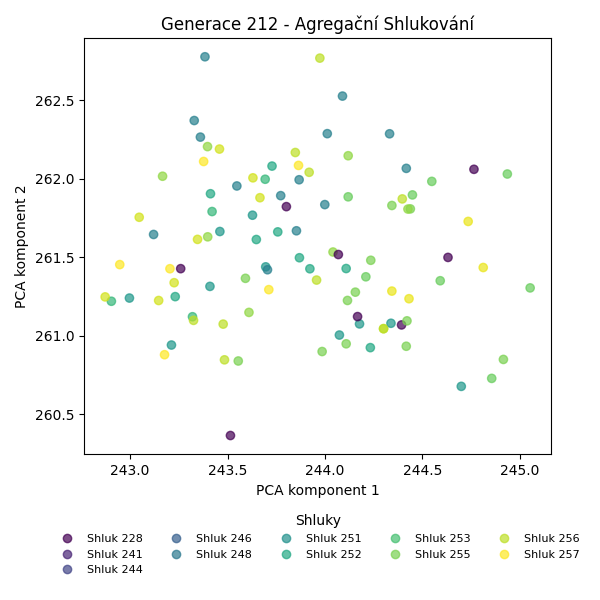 Generace 212 - Agregační Shlukování
262.5
262.0
261.5
261.0
260.5
PCA komponent 2
243.0 243.5 244.0 244.5 245.0
PCA komponent 1
Shluky
Shluk 228 Shluk 246 Shluk 251 Shluk 253 Shluk 256
Shluk 241 Shluk 248 Shluk 252 Shluk 255 Shluk 257
Shluk 244